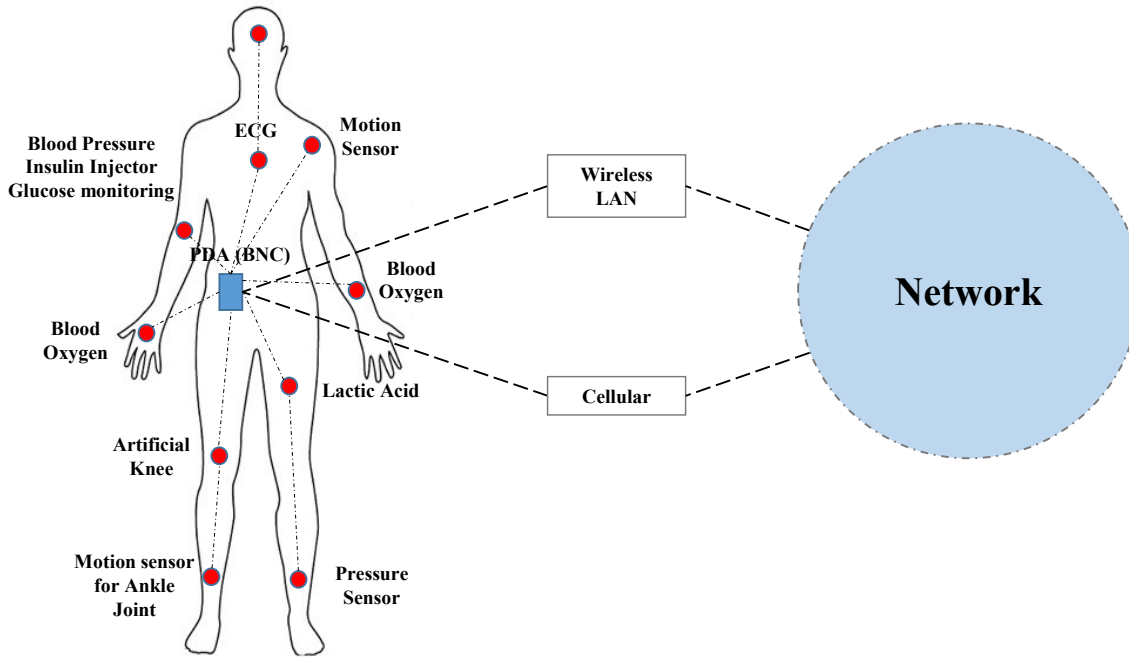 ECG
Motion
Sensor
Blood Pressure
Insulin Injector
Glucose monitoring
Wireless
LAN
PDA (BNC)
Blood
Oxygen
Network
Blood
Oxygen
Lactic Acid
Cellular
Artificial
Knee
Motion sensor
for Ankle
Joint
Pressure
Sensor